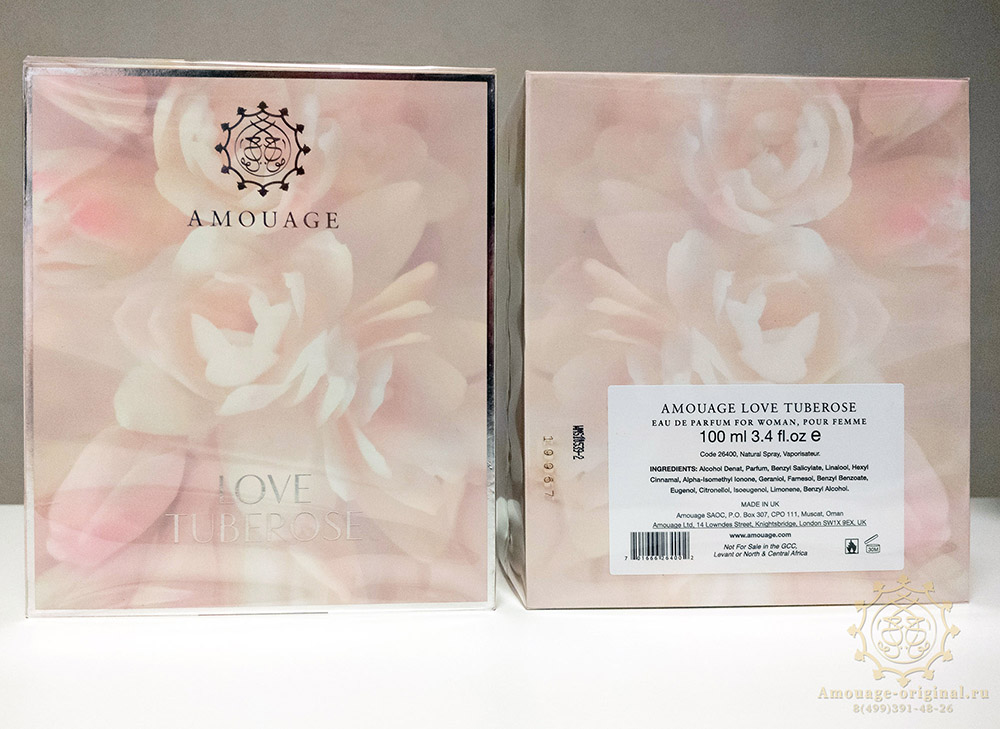 AMOUAGE
LOVE
TUBEROSE
AMOUAGE LOVE TUBEROSE
EAU DE PARFUM FOR WOMAN, POUR FEMME
100 ml 3.4 fl.oz e
Code 26400, Natural Spray, Vaporisateur.
INGREDIENTS: Alcohol Denat, Parfum, Benzyl Salicylate, Linalool, Hexyl
Cinnamal, Alpha-Isomethyl Ionone, Geraniol, Farnesol, Benzyl Benzoate,
Eugenol, Citronellol, Isoeugenol, Limonene, Benzyl Alcohol.
MADE IN UK
Amouage SAOC, P.O. Box 307, CPO 111, Muscat, Oman
Amouage Ltd, 14 Lowndes Street, Knightsbridge, London SW1X 9EX, UK
www.amouage.com
Not For Sale in the GCC,
Levant or North & Central Africa
7 01666 26400 2
30M
Amouage-original.ru
8(499)391-48-26